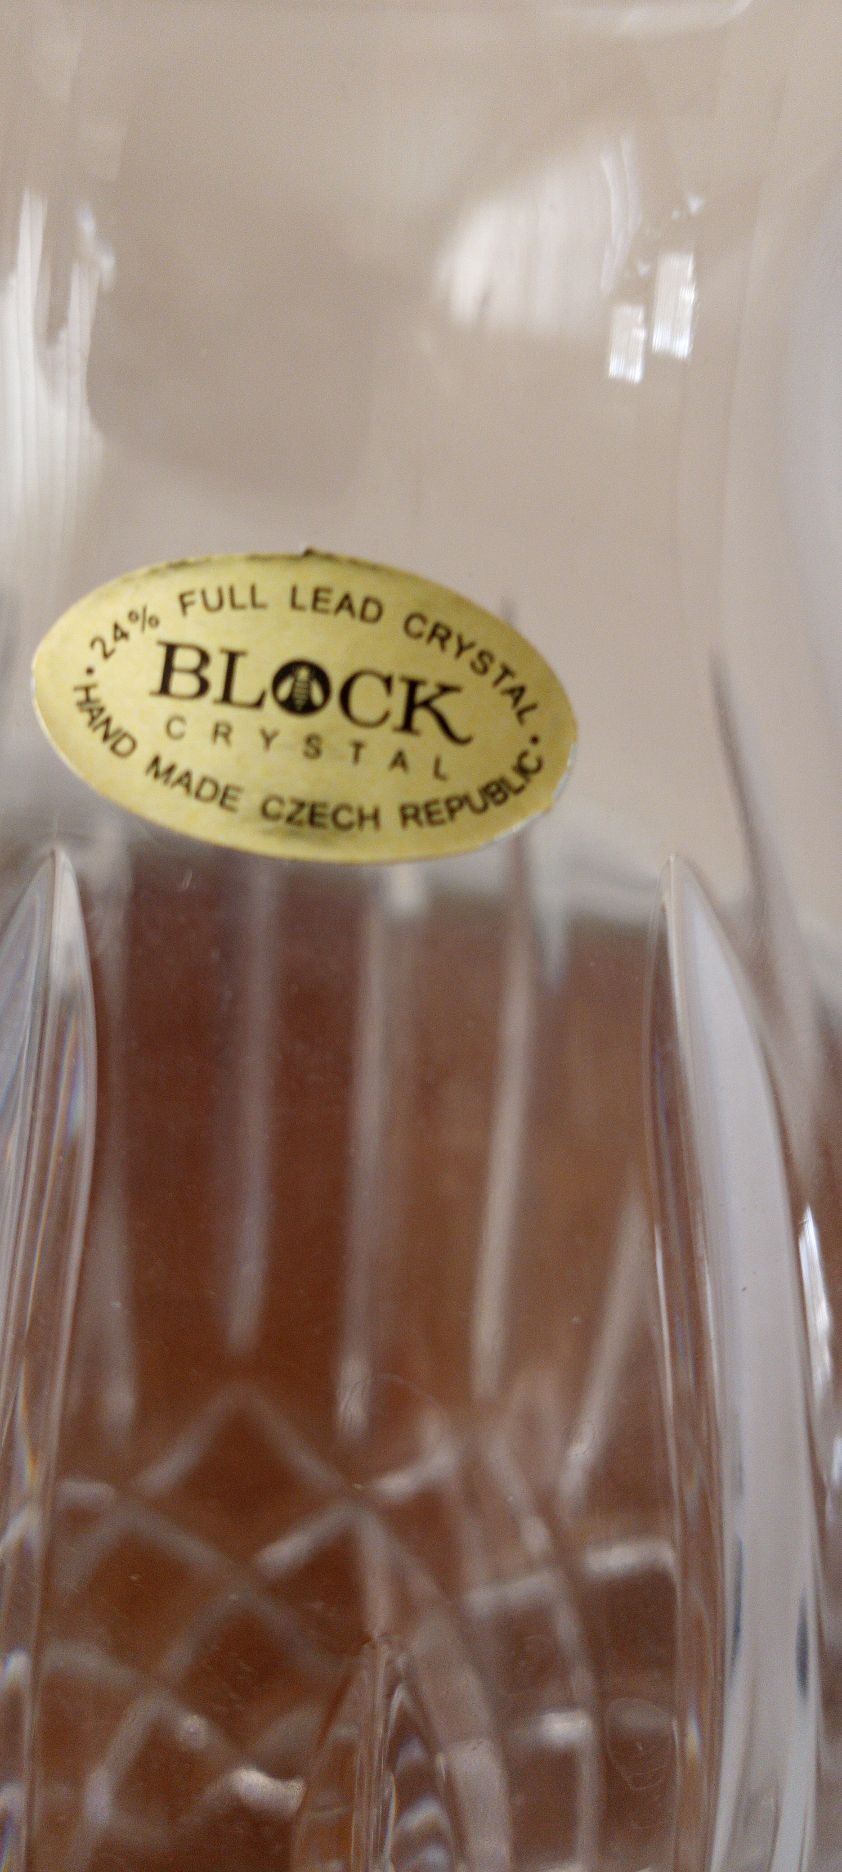 24% FULL LEAD CRYSTAL
BLOCK
CRYSTAL
HAND MADE CZECH REPUBLIC